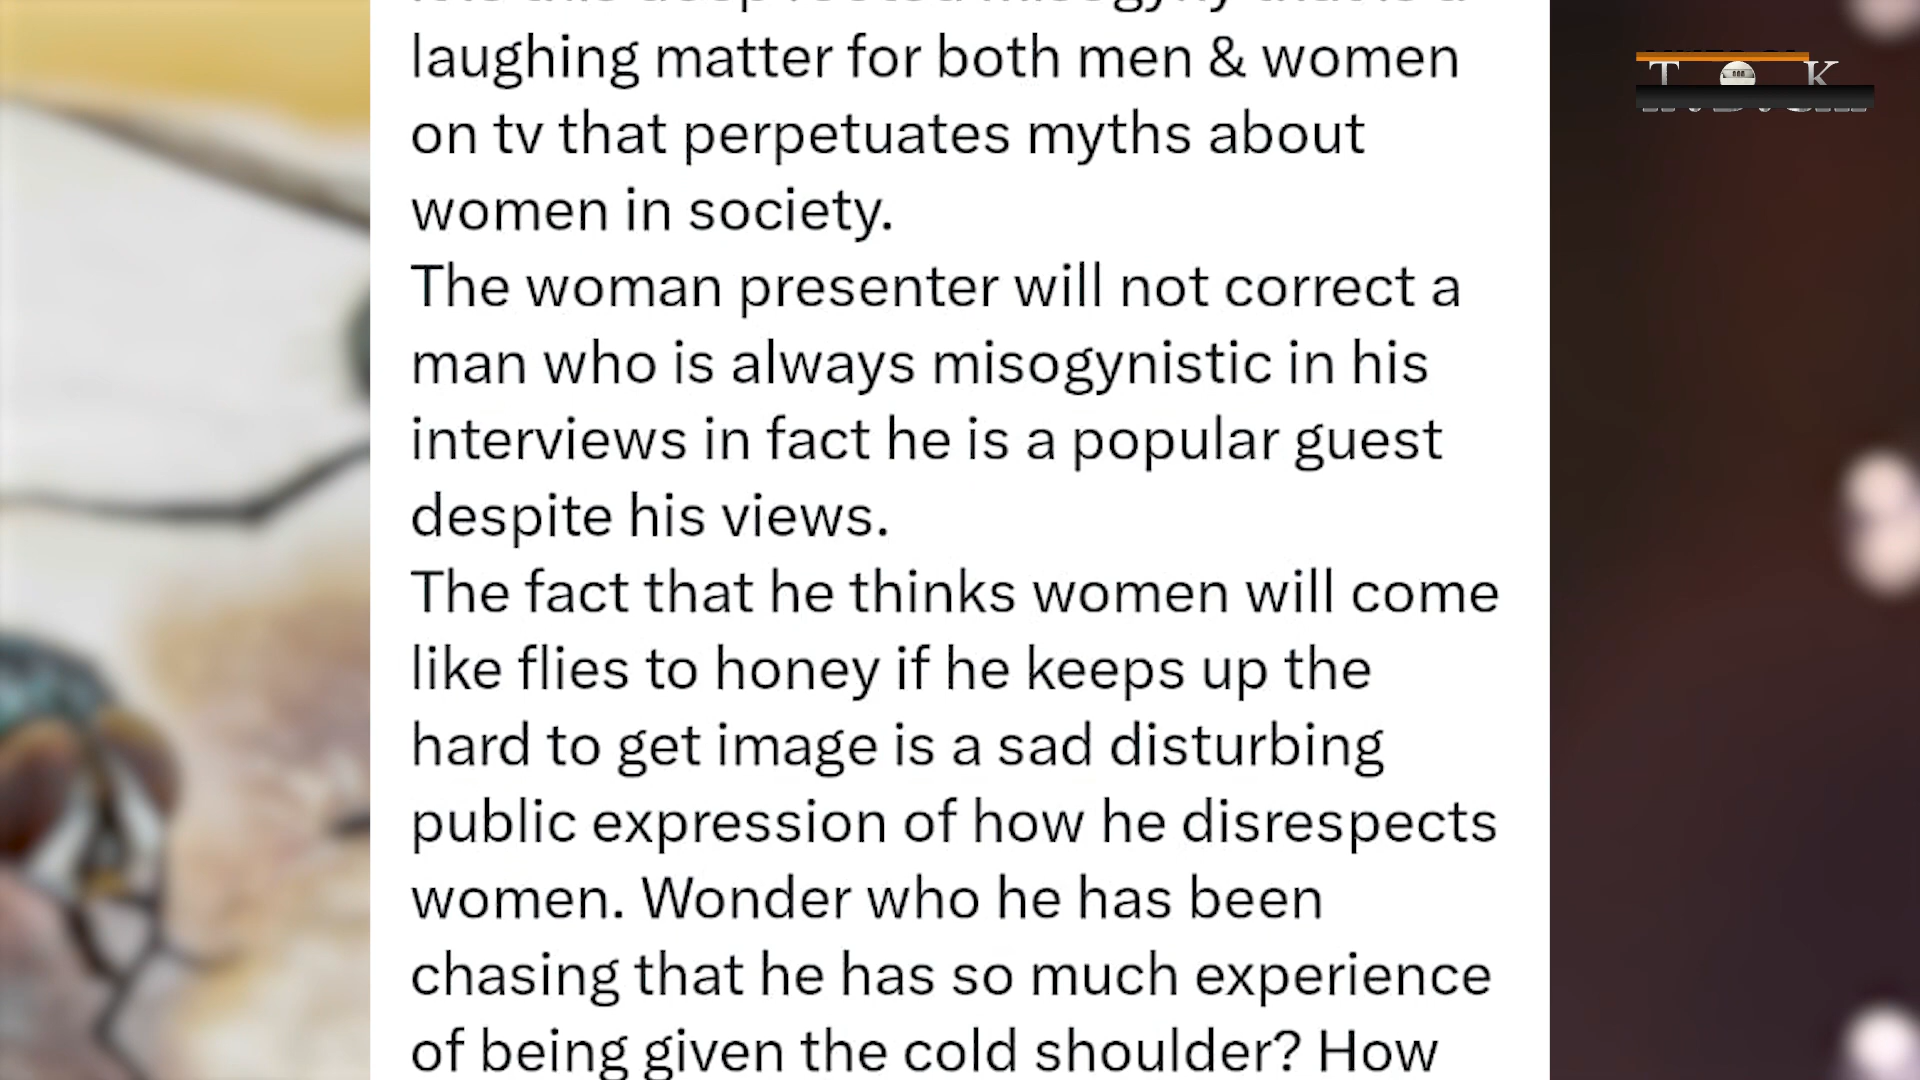 laughing matter for both men & women
on tv that perpetuates myths about
women in society.
The woman presenter will not correct a
man who is always misogynistic in his
interviews in fact he is a popular guest
despite his views.
The fact that he thinks women will come
like flies to honey if he keeps up the
hard to get image is a sad disturbing
public expression of how he disrespects
women. Wonder who he has been
chasing that he has so much experience
of being given the cold shoulder? How